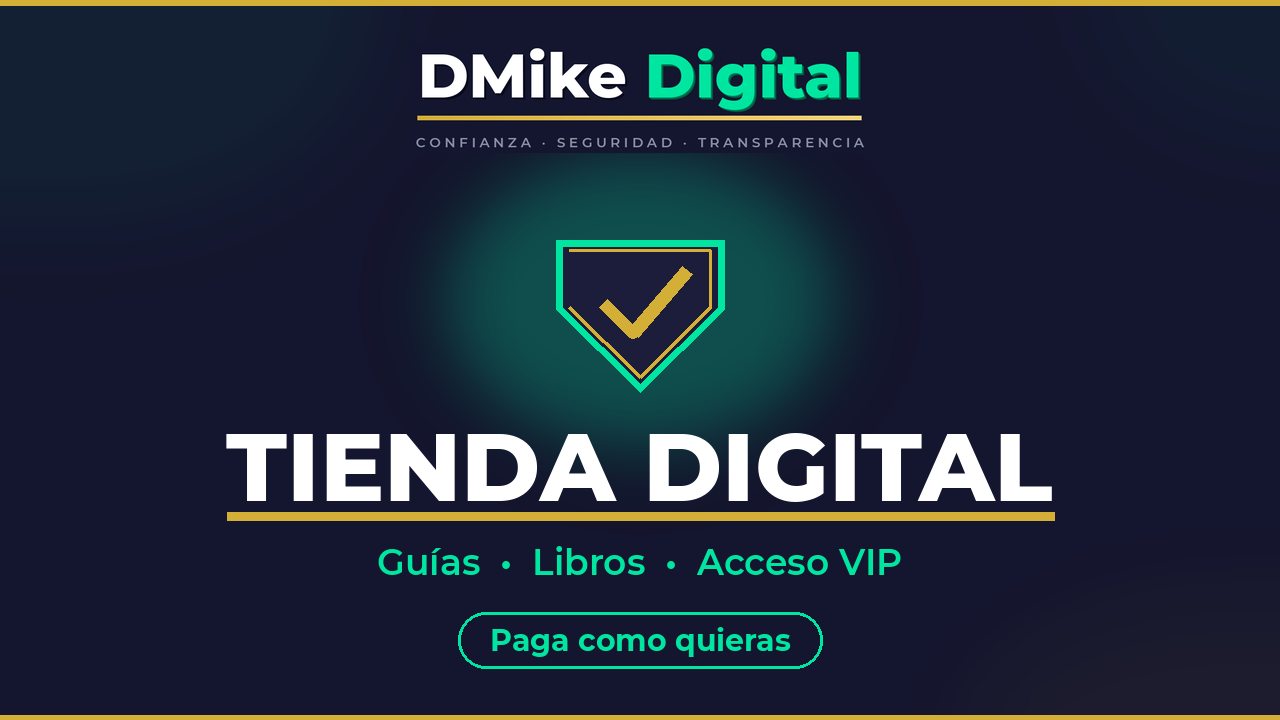 DMike Digital
CONFIANZA · SEGURIDAD · TRANSPARENCIA
TIENDA DIGITAL
Guías • Libros • Acceso VIP
Paga como quieras